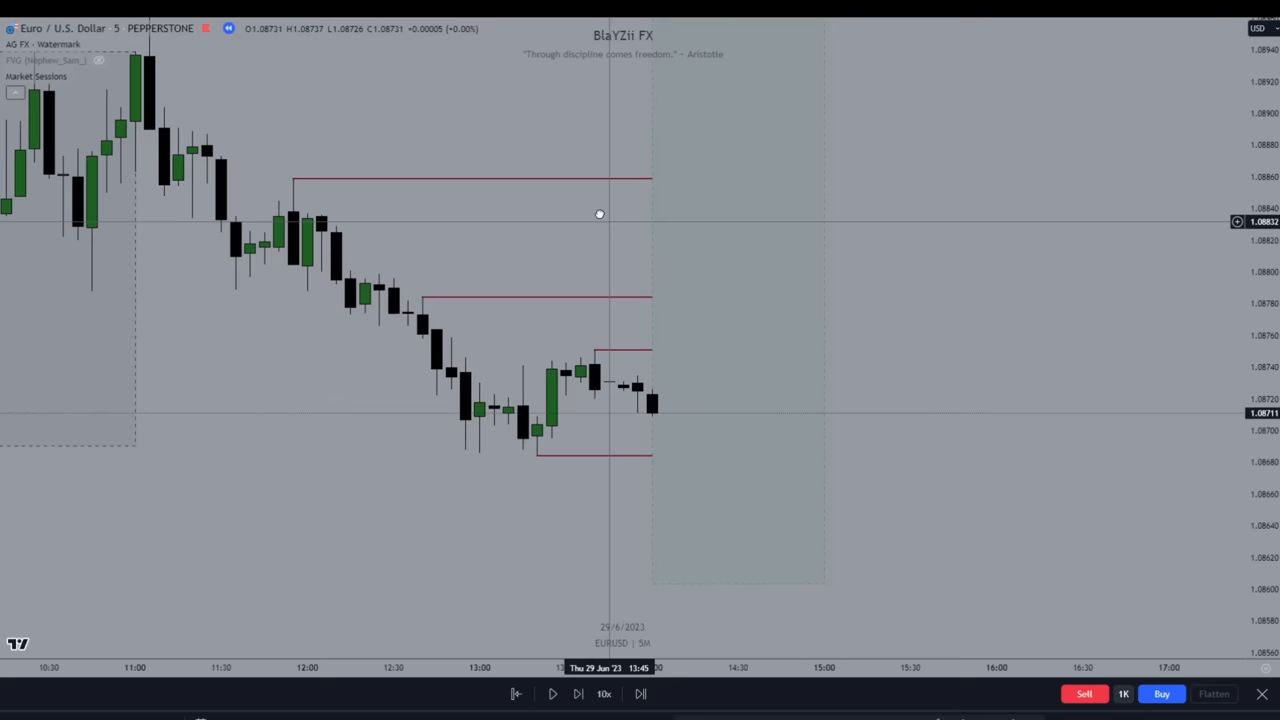 Euro / U.S. Dollar 5 PEPPERSTONE O1.08731 H1.08737 L1.08726 C1.08731 +0.00005 (+0.00%)
BlaYZii FX
USD
AG FX - Watermark
"Through discipline comes freedom." ~ Aristotle
FVG (Nephew_Sam_)
Market Sessions
1.08940
1.08920
1.08900
1.08880
1.08860
1.08840
1.08832
1.08820
1.08800
1.08780
1.08760
1.08740
1.08720
1.08711
1.08700
1.08680
1.08660
1.08640
1.08620
1.08600
1.08580
1.08560
29/6/2023
EURUSD | 5M
10:30 11:00 11:30 12:00 12:30 13:00 Thu 29 Jun '23 13:45 14:30 15:00 15:30 16:00 16:30 17:00
10x Sell 1K Buy Flatten